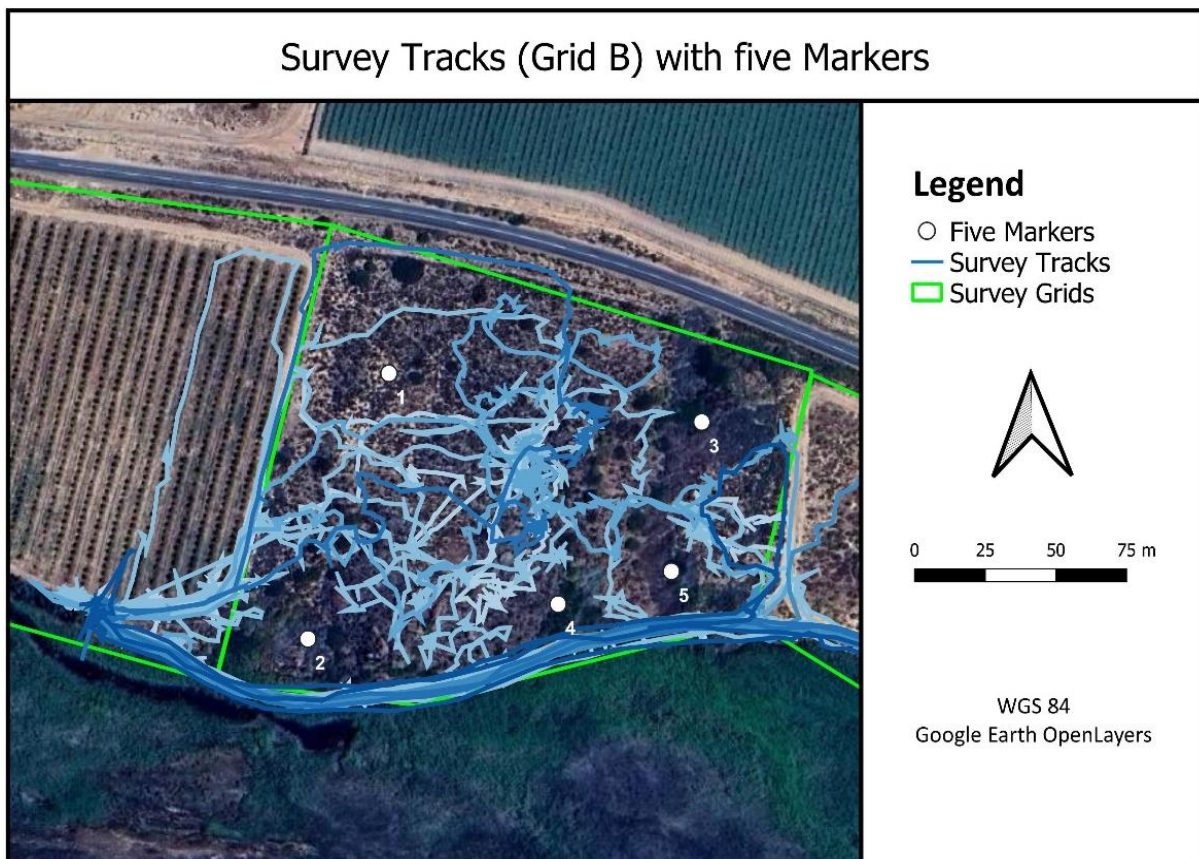 Survey Tracks (Grid B) with five Markers
Legend
Five Markers
Survey Tracks
Survey Grids
1
3
5
4
2
0 25 50 75 m
WGS 84
Google Earth OpenLayers